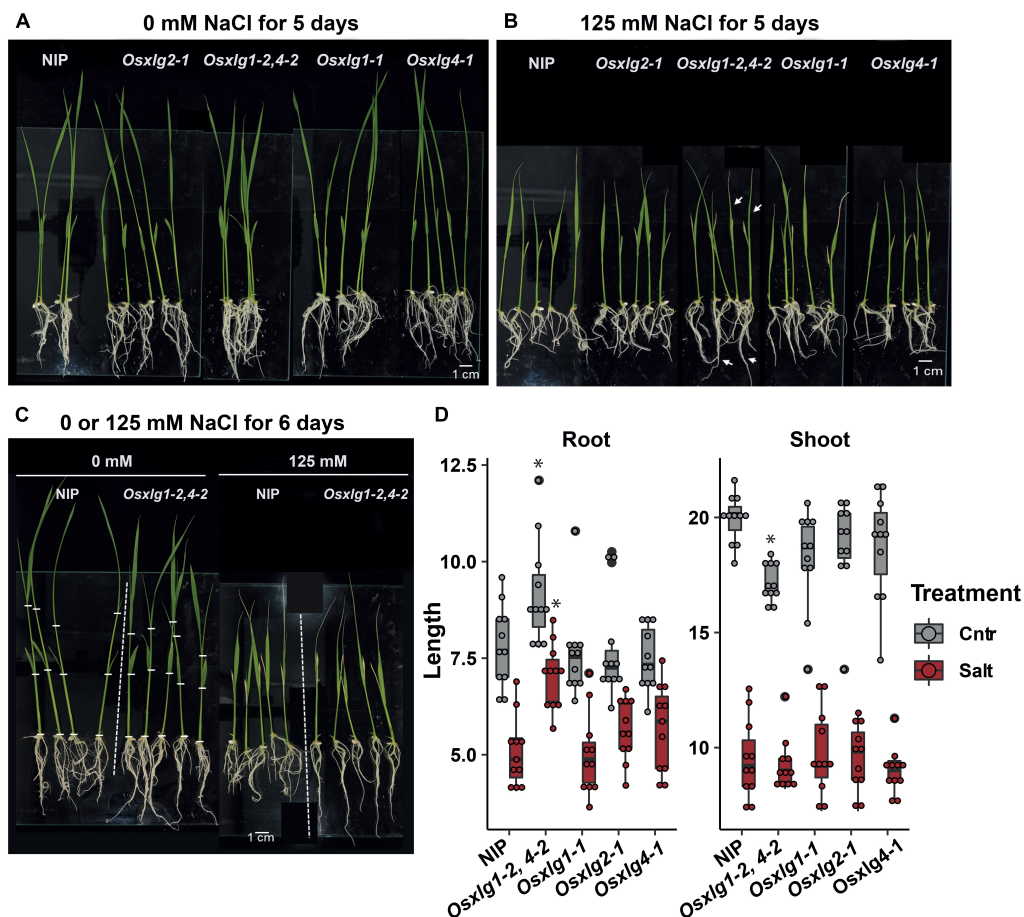 A
0 mM NaCl for 5 days
NIP Osxlg2-1 Osxlg1-2,4-2 Osxlg1-1 Osxlg4-1
1 cm
B
125 mM NaCl for 5 days
NIP Osxlg2-1 Osxlg1-2,4-2 Osxlg1-1 Osxlg4-1
1 cm
C
0 or 125 mM NaCl for 6 days
0 mM 125 mM
NIP Osxlg1-2,4-2 NIP Osxlg1-2,4-2
1 cm
D
Root Shoot
Length
12.5
10.0
7.5
5.0
* *
20
15
10
*
NIP
Osxlg1-2, 4-2
Osxlg1-1
Osxlg2-1
Osxlg4-1
NIP
Osxlg1-2, 4-2
Osxlg1-1
Osxlg2-1
Osxlg4-1
Treatment
Cntr
Salt